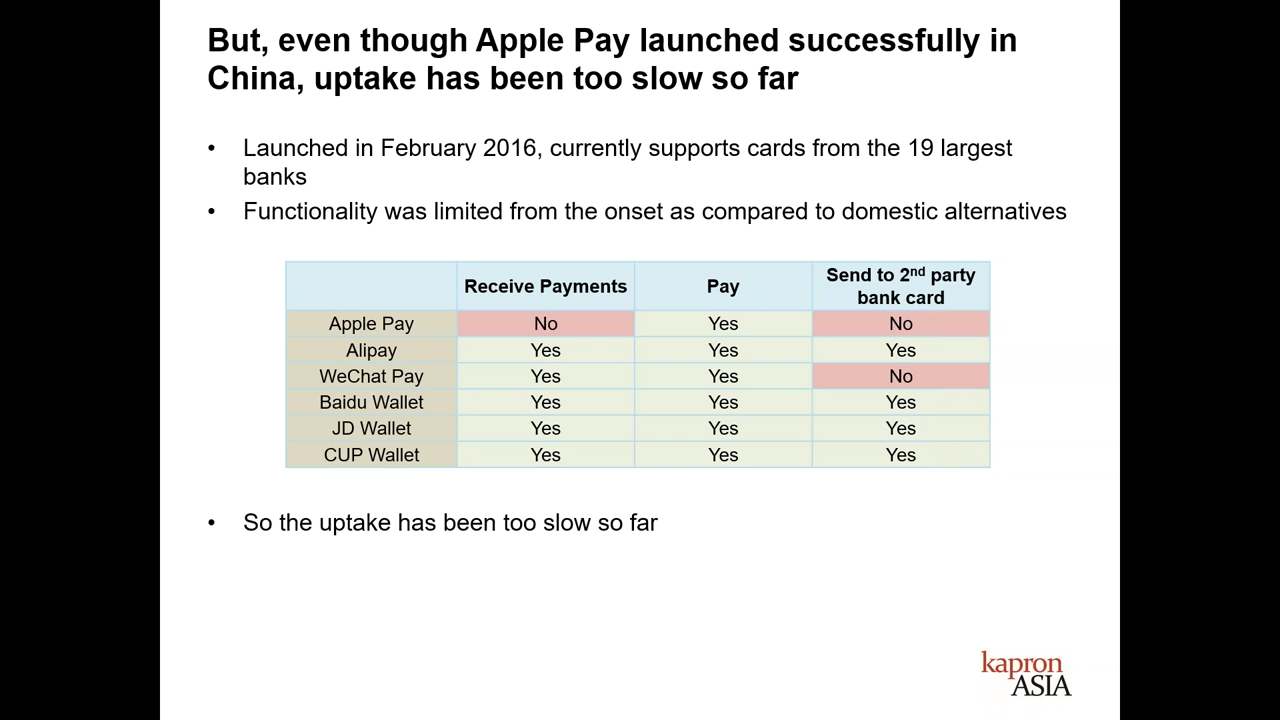 But, even though Apple Pay launched successfully in
China, uptake has been too slow so far
• Launched in February 2016, currently supports cards from the 19 largest
banks
• Functionality was limited from the onset as compared to domestic alternatives
Receive Payments Pay Send to 2nd party
bank card
Apple Pay No Yes No
Alipay Yes Yes Yes
WeChat Pay Yes Yes No
Baidu Wallet Yes Yes Yes
JD Wallet Yes Yes Yes
CUP Wallet Yes Yes Yes
• So the uptake has been too slow so far
kapron
ASIA